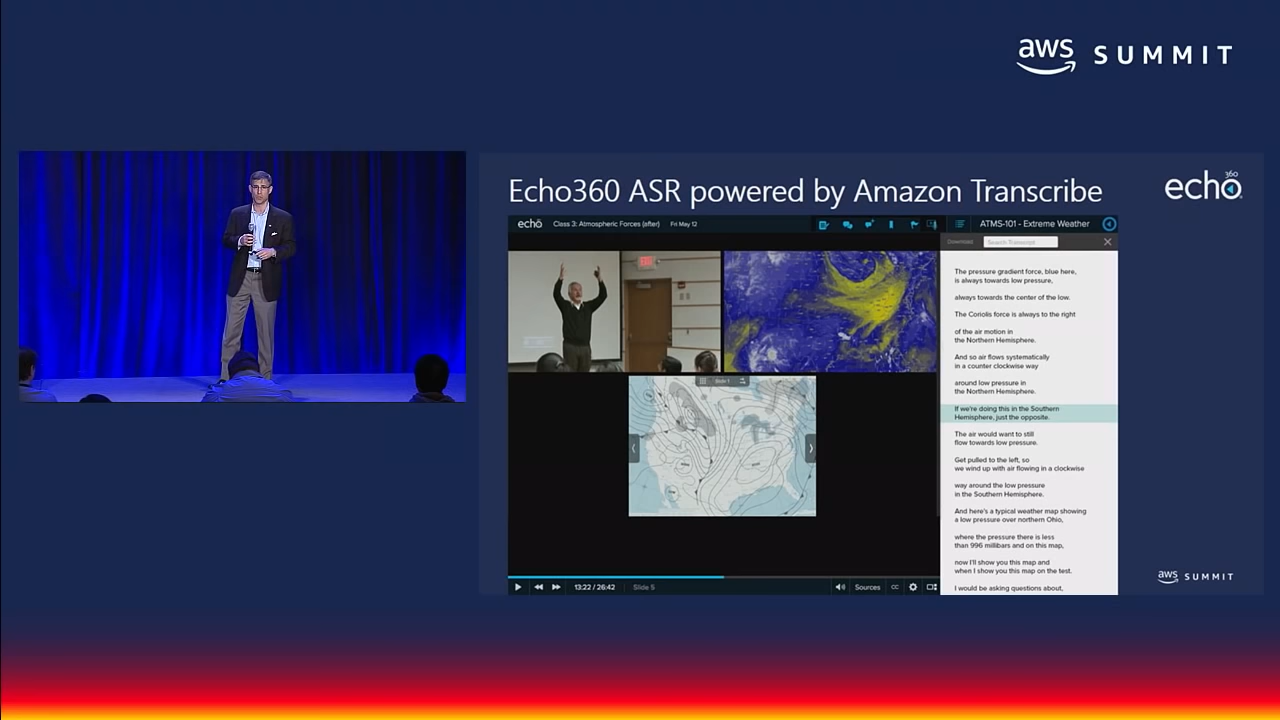 aws SUMMIT
Echo360 ASR powered by Amazon Transcribe
echo360
echo
Class 3: Atmospheric Forces (after)
Fri May 12
ATMS-101 - Extreme Weather
Download
Search Transcript
EXIT
Slide 1
The pressure gradient force, blue here,
is always towards low pressure,
always towards the center of the low.
The Coriolis force is always to the right
of the air motion in
the Northern Hemisphere.
And so air flows systematically
in a counter clockwise way
around low pressure in
the Northern Hemisphere.
If we're doing this in the Southern
Hemisphere, just the opposite.
The air would want to still
flow towards low pressure.
Get pulled to the left, so
we wind up with air flowing in a clockwise
way around the low pressure
in the Southern Hemisphere.
And here's a typical weather map showing
a low pressure over northern Ohio,
where the pressure there is less
than 996 millibars and on this map,
now I'll show you this map and
when I show you this map on the test.
I would be asking questions about,
13:22 / 26:42
Slide 5
Sources
CC
aws SUMMIT